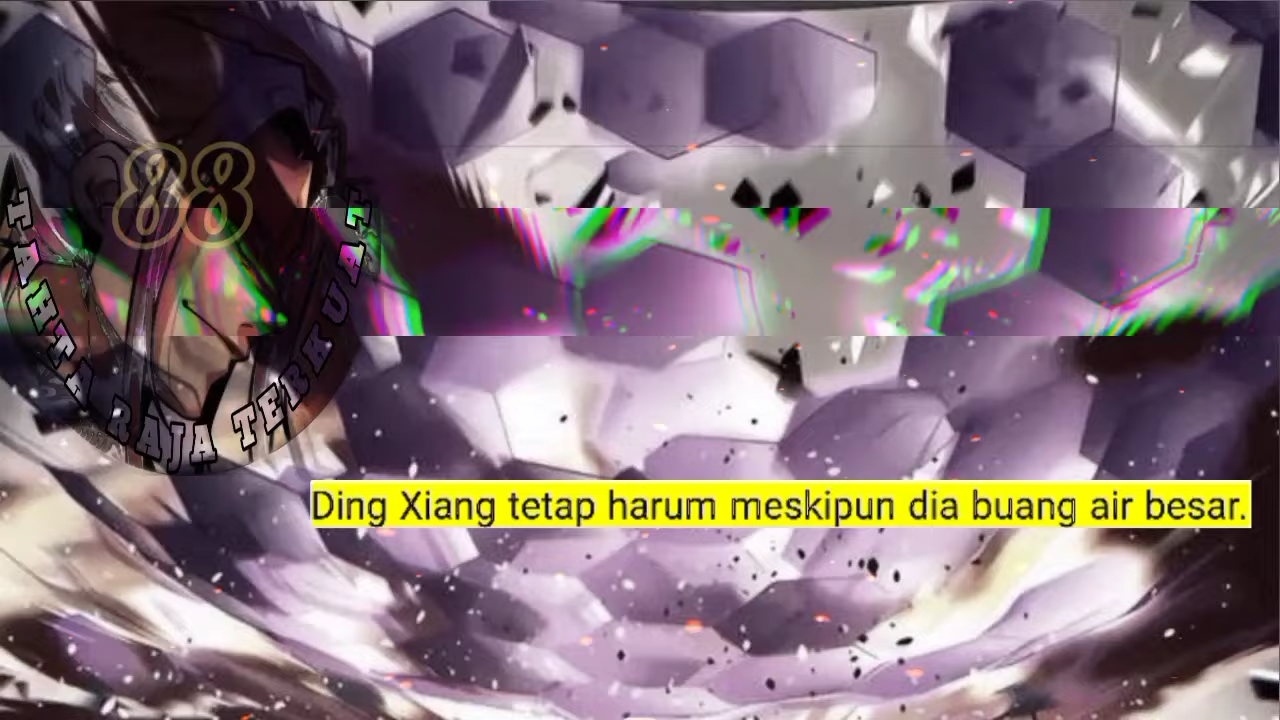 88
TAHTA RAJA TERKUAT
Ding Xiang tetap harum meskipun dia buang air besar.